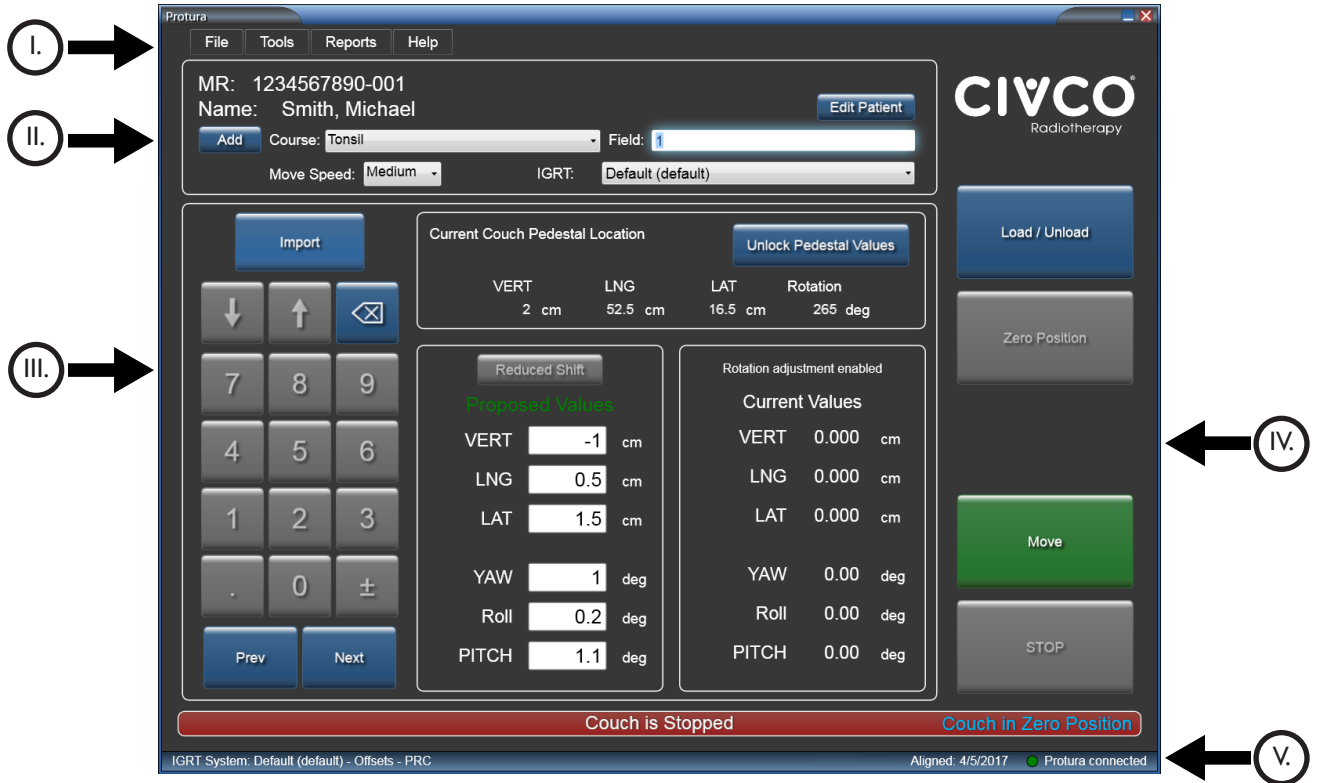 Protura
I.
File Tools Reports Help
MR: 1234567890-001
Name: Smith, Michael
Edit Patient
CIVCO®
Radiotherapy
II.
Add Course: Tonsil Field: 1
Move Speed: Medium IGRT: Default (default)
Import
Current Couch Pedestal Location
Unlock Pedestal Values
VERT LNG LAT Rotation
2 cm 52.5 cm 16.5 cm 265 deg
Load / Unload
Zero Position
III.
7 8 9
4 5 6
1 2 3
. 0 ±
Prev Next
Reduced Shift
Proposed Values
VERT -1 cm
LNG 0.5 cm
LAT 1.5 cm
YAW 1 deg
Roll 0.2 deg
PITCH 1.1 deg
Rotation adjustment enabled
Current Values
VERT 0.000 cm
LNG 0.000 cm
LAT 0.000 cm
YAW 0.00 deg
Roll 0.00 deg
PITCH 0.00 deg
IV.
Move
STOP
Couch is Stopped Couch in Zero Position
IGRT System: Default (default) - Offsets - PRC Aligned: 4/5/2017 Protura connected
V.